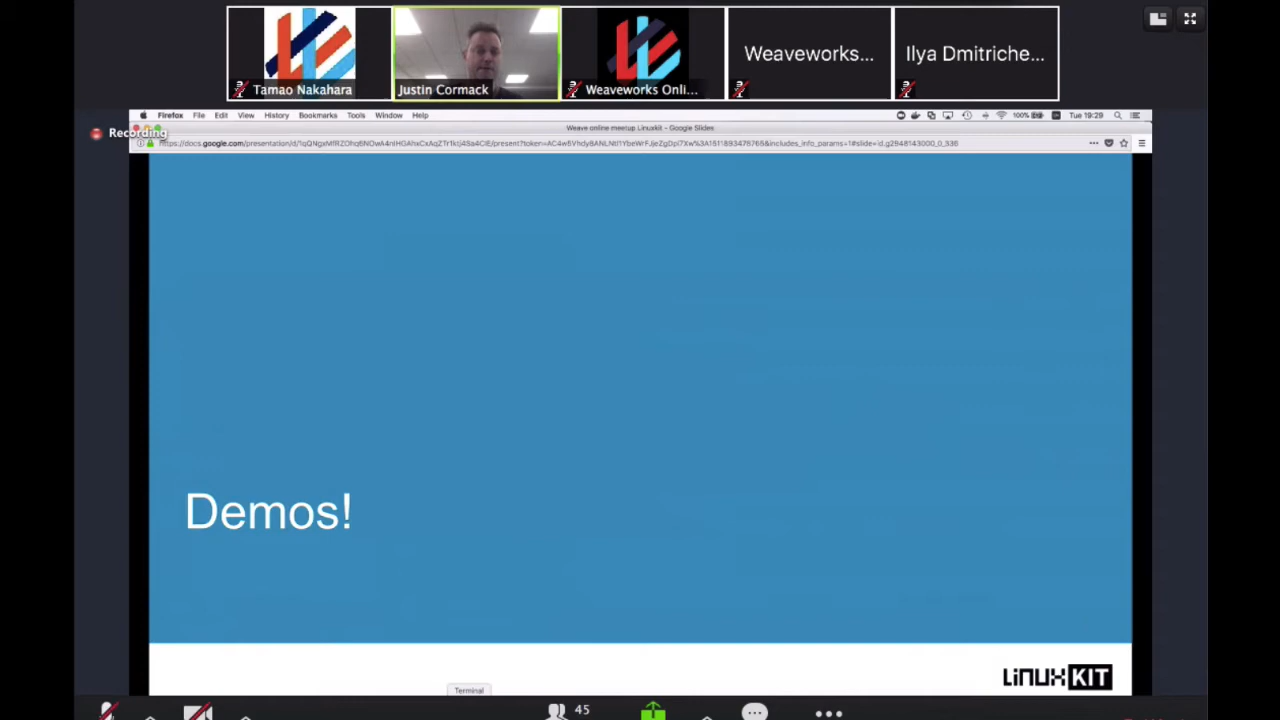 Weaveworks...
Ilya Dmitriche...
Tamao Nakahara
Justin Cormack
Weaveworks Onli...
Recording
Firefox File Edit View History Bookmarks Tools Window Help
100%
Tue 19:29
Weave online meetup Linuxkit - Google Slides
Demos!
LinuxKIT
Terminal
45